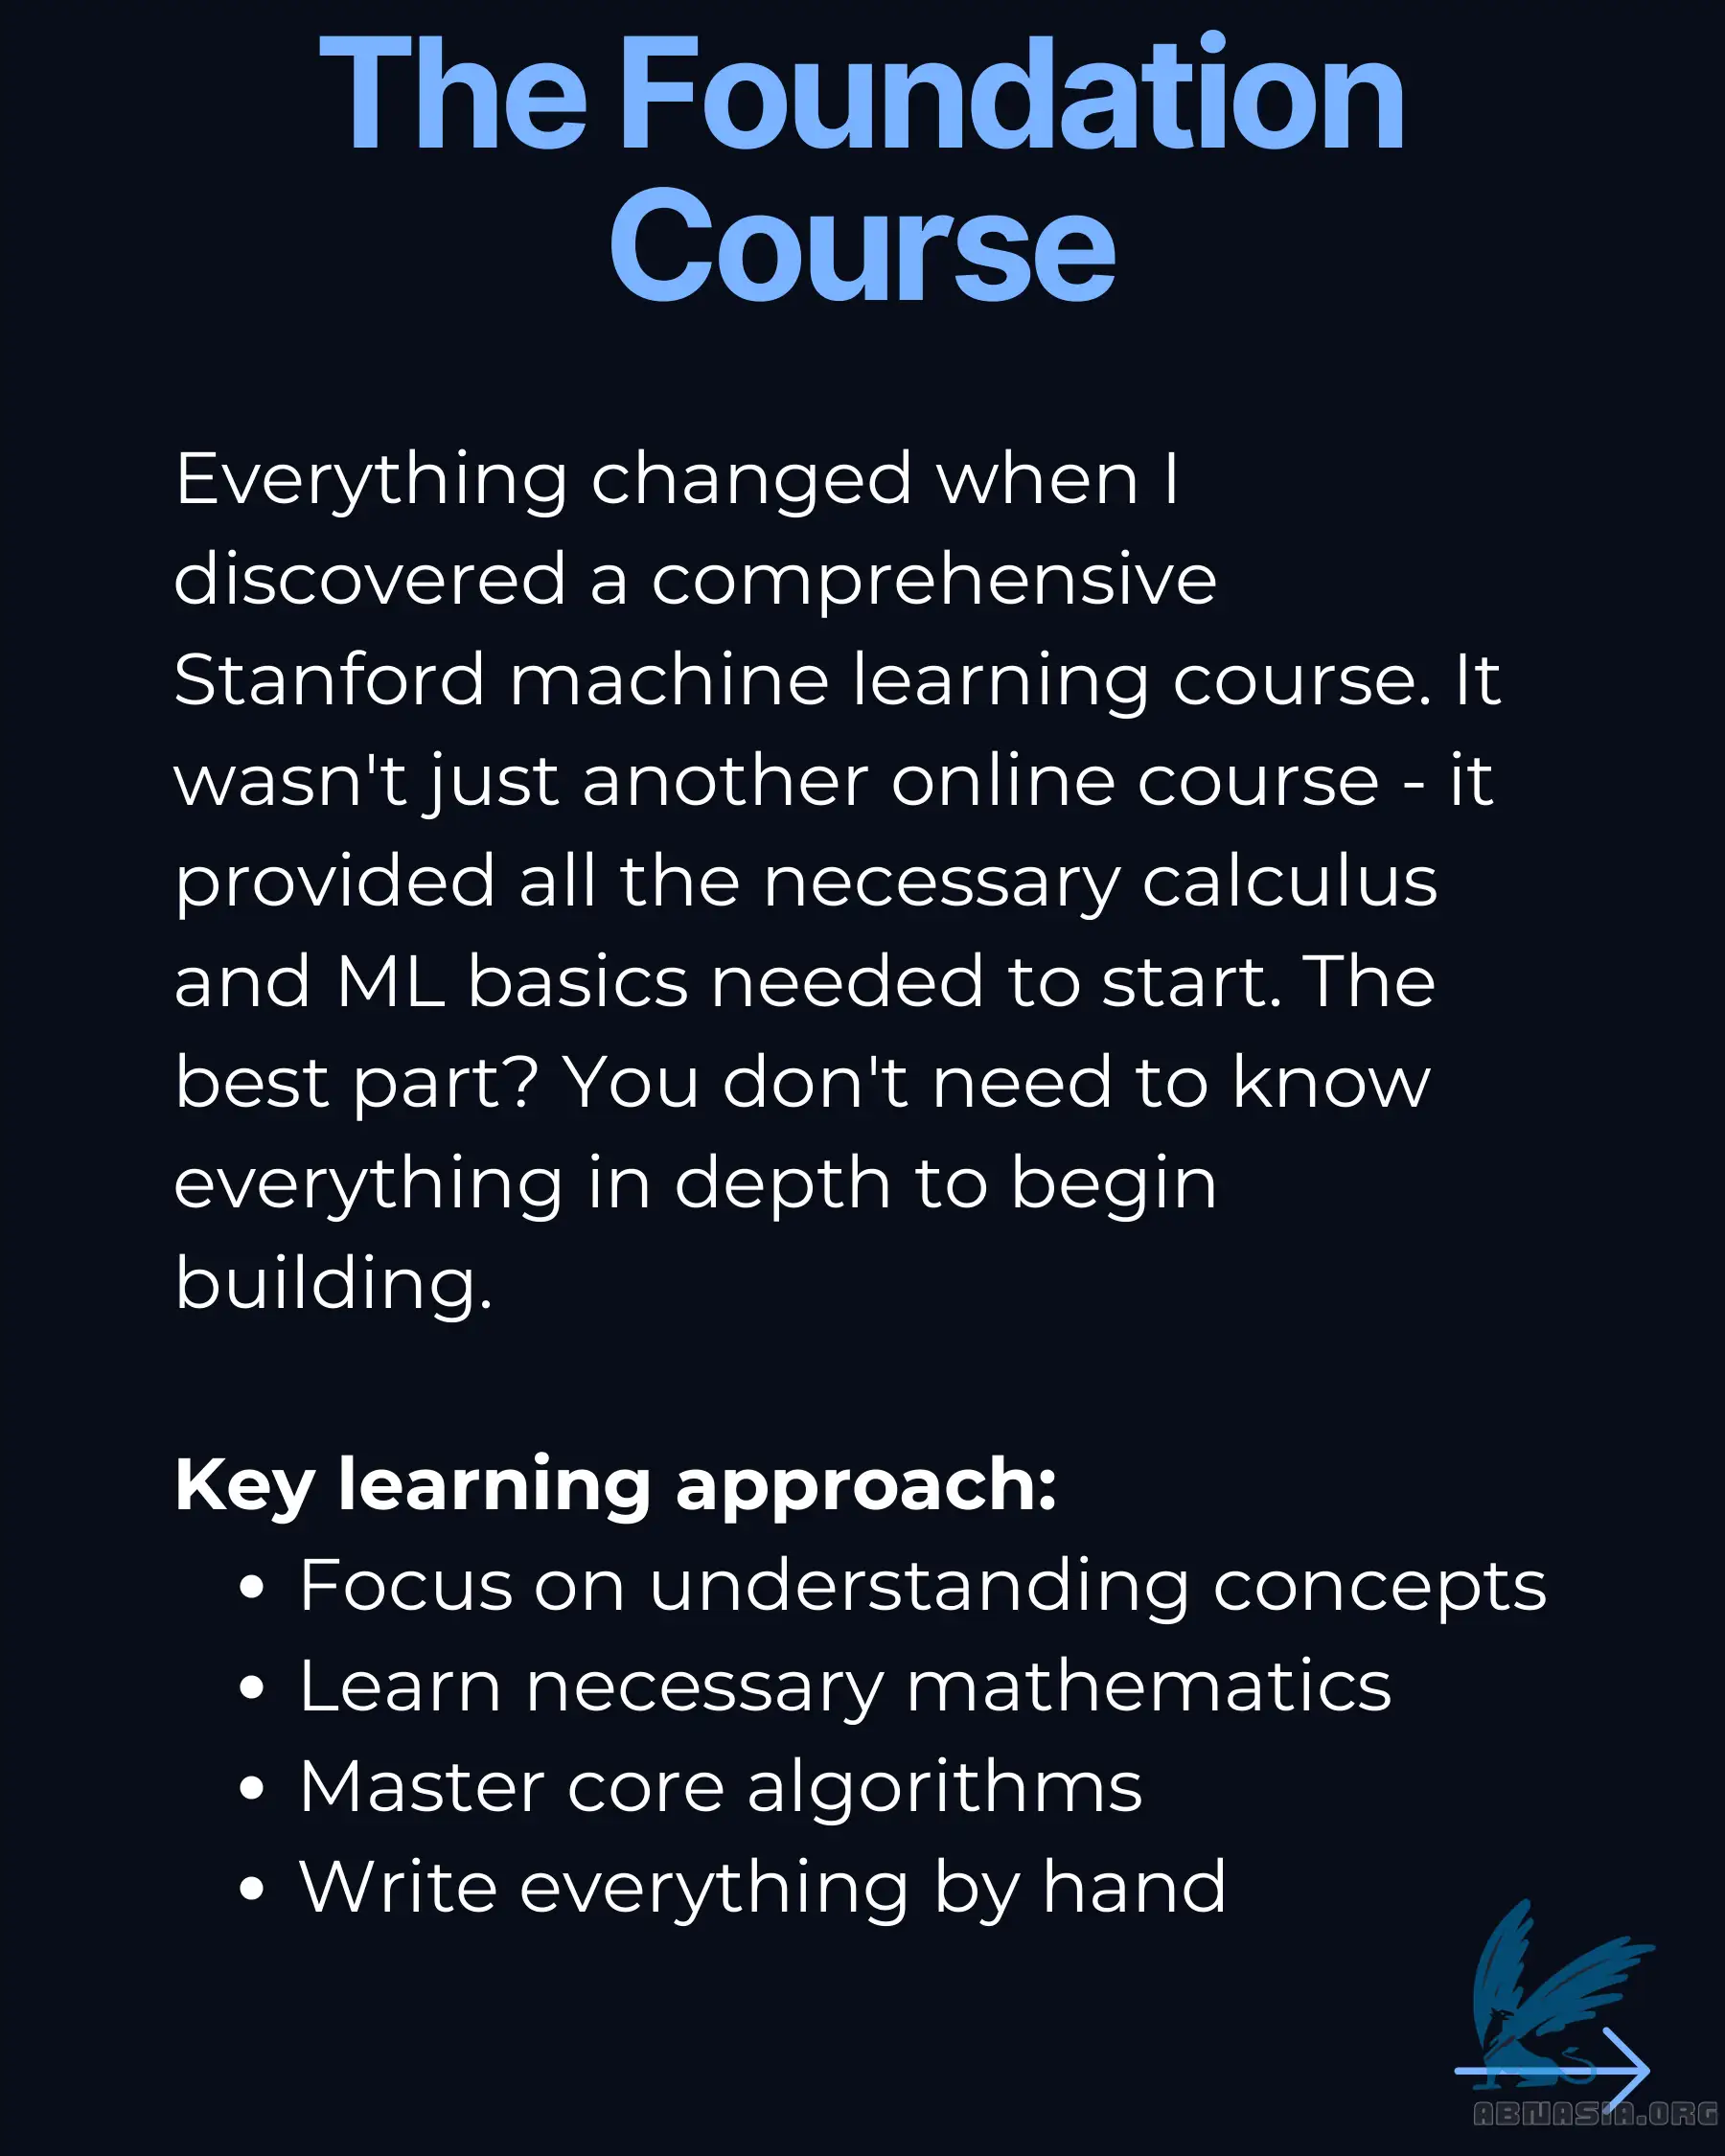 The Foundation
Course
Everything changed when I
discovered a comprehensive
Stanford machine learning course. It
wasn't just another online course - it
provided all the necessary calculus
and ML basics needed to start. The
best part? You don't need to know
everything in depth to begin
building.
Key learning approach:
• Focus on understanding concepts
• Learn necessary mathematics
• Master core algorithms
• Write everything by hand
ABNASIA.ORG